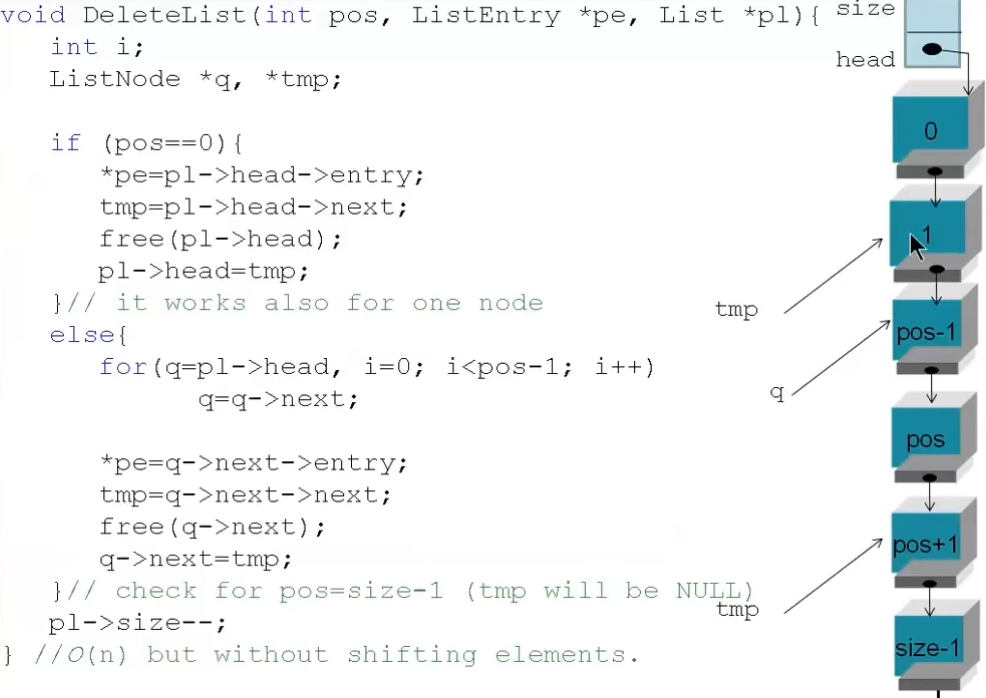 void DeleteList(int pos, ListEntry *pe, List *pl){
int i;
ListNode *q, *tmp;
if (pos==0){
*pe=pl->head->entry;
tmp=pl->head->next;
free(pl->head);
pl->head=tmp;
}// it works also for one node
else{
for(q=pl->head, i=0; i<pos-1; i++)
q=q->next;
*pe=q->next->entry;
tmp=q->next->next;
free(q->next);
q->next=tmp;
}// check for pos=size-1 (tmp will be NULL)
pl->size--;
} //O(n) but without shifting elements.
size
head
0
1
tmp
pos-1
q
pos
pos+1
tmp
size-1